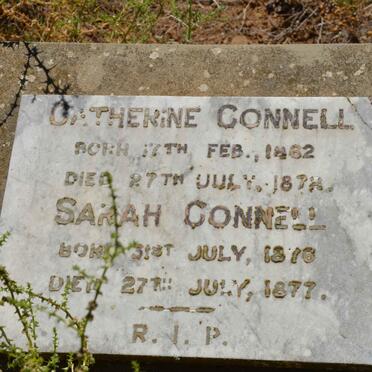 CATHERINE CONNELL
BORN 17TH FEB., 1862
DIED 27TH JULY, 1878.
SARAH CONNELL
BORN 31ST JULY, 1876
DIED 27TH JULY, 1877.
R.I.P.